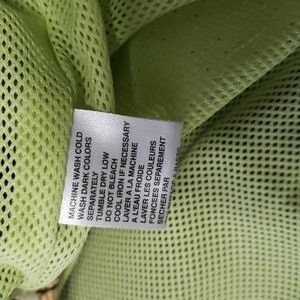 MACHINE WASH COLD
WASH DARK COLORS
SEPARATELY
TUMBLE DRY LOW
DO NOT BLEACH
COOL IRON IF NECESSARY
LAVER A LA MACHINE
A L'EAU FROIDE
LAVER LES COULEURS
FONCEES SEPAREMENT
SECHER PAR